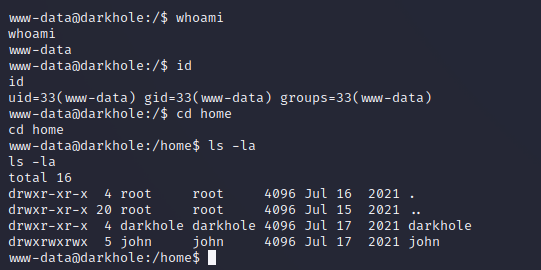 www-data@darkhole:/$ whoami
whoami
www-data
www-data@darkhole:/$ id
id
uid=33(www-data) gid=33(www-data) groups=33(www-data)
www-data@darkhole:/$ cd home
cd home
www-data@darkhole:/home$ ls -la
ls -la
total 16
drwxr-xr-x  4 root     root     4096 Jul 16  2021 .
drwxr-xr-x 20 root     root     4096 Jul 15  2021 ..
drwxr-xr-x  4 darkhole darkhole 4096 Jul 17  2021 darkhole
drwxrwxrwx  5 john     john     4096 Jul 17  2021 john
www-data@darkhole:/home$